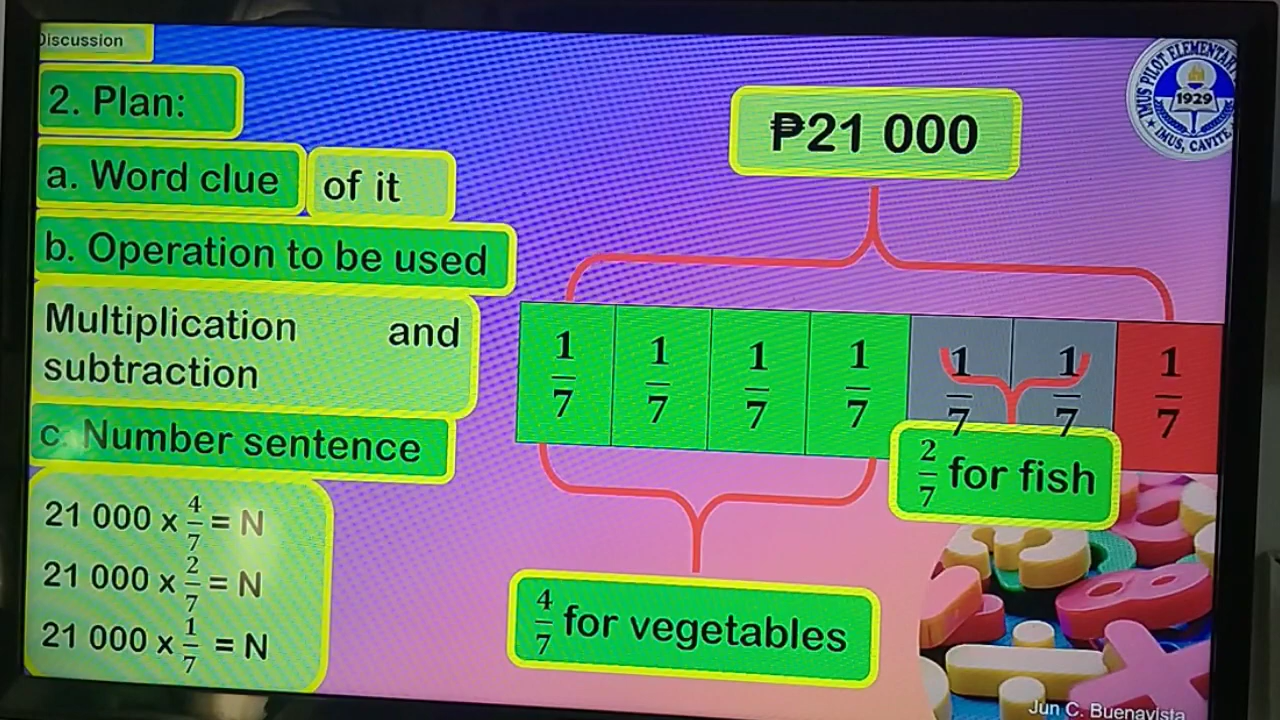 Discussion
2. Plan:
a. Word clue
of it
b. Operation to be used
Multiplication and
subtraction
c. Number sentence
21 000 x 4/7 = N
21 000 x 2/7 = N
21 000 x 1/7 = N
₱21 000
1/7 1/7 1/7 1/7 1/7 1/7 1/7
2/7 for fish
4/7 for vegetables
IMUS PILOT ELEMENTARY
1929
IMUS, CAVITE
Jun C. Buenavista